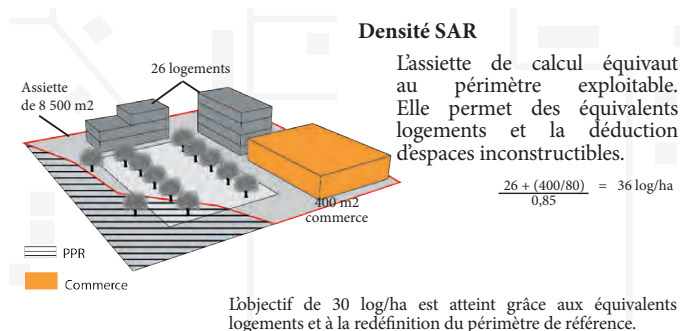 Densité SAR
26 logements
Assiette
de 8 500 m2
L'assiette de calcul équivaut
au périmètre exploitable.
Elle permet des équivalents
logements et la déduction
d'espaces inconstructibles.
26 + (400/80) = 36 log/ha
0,85
400 m2
commerce
PPR
Commerce
L'objectif de 30 log/ha est atteint grâce aux équivalents
logements et à la redéfinition du périmètre de référence.